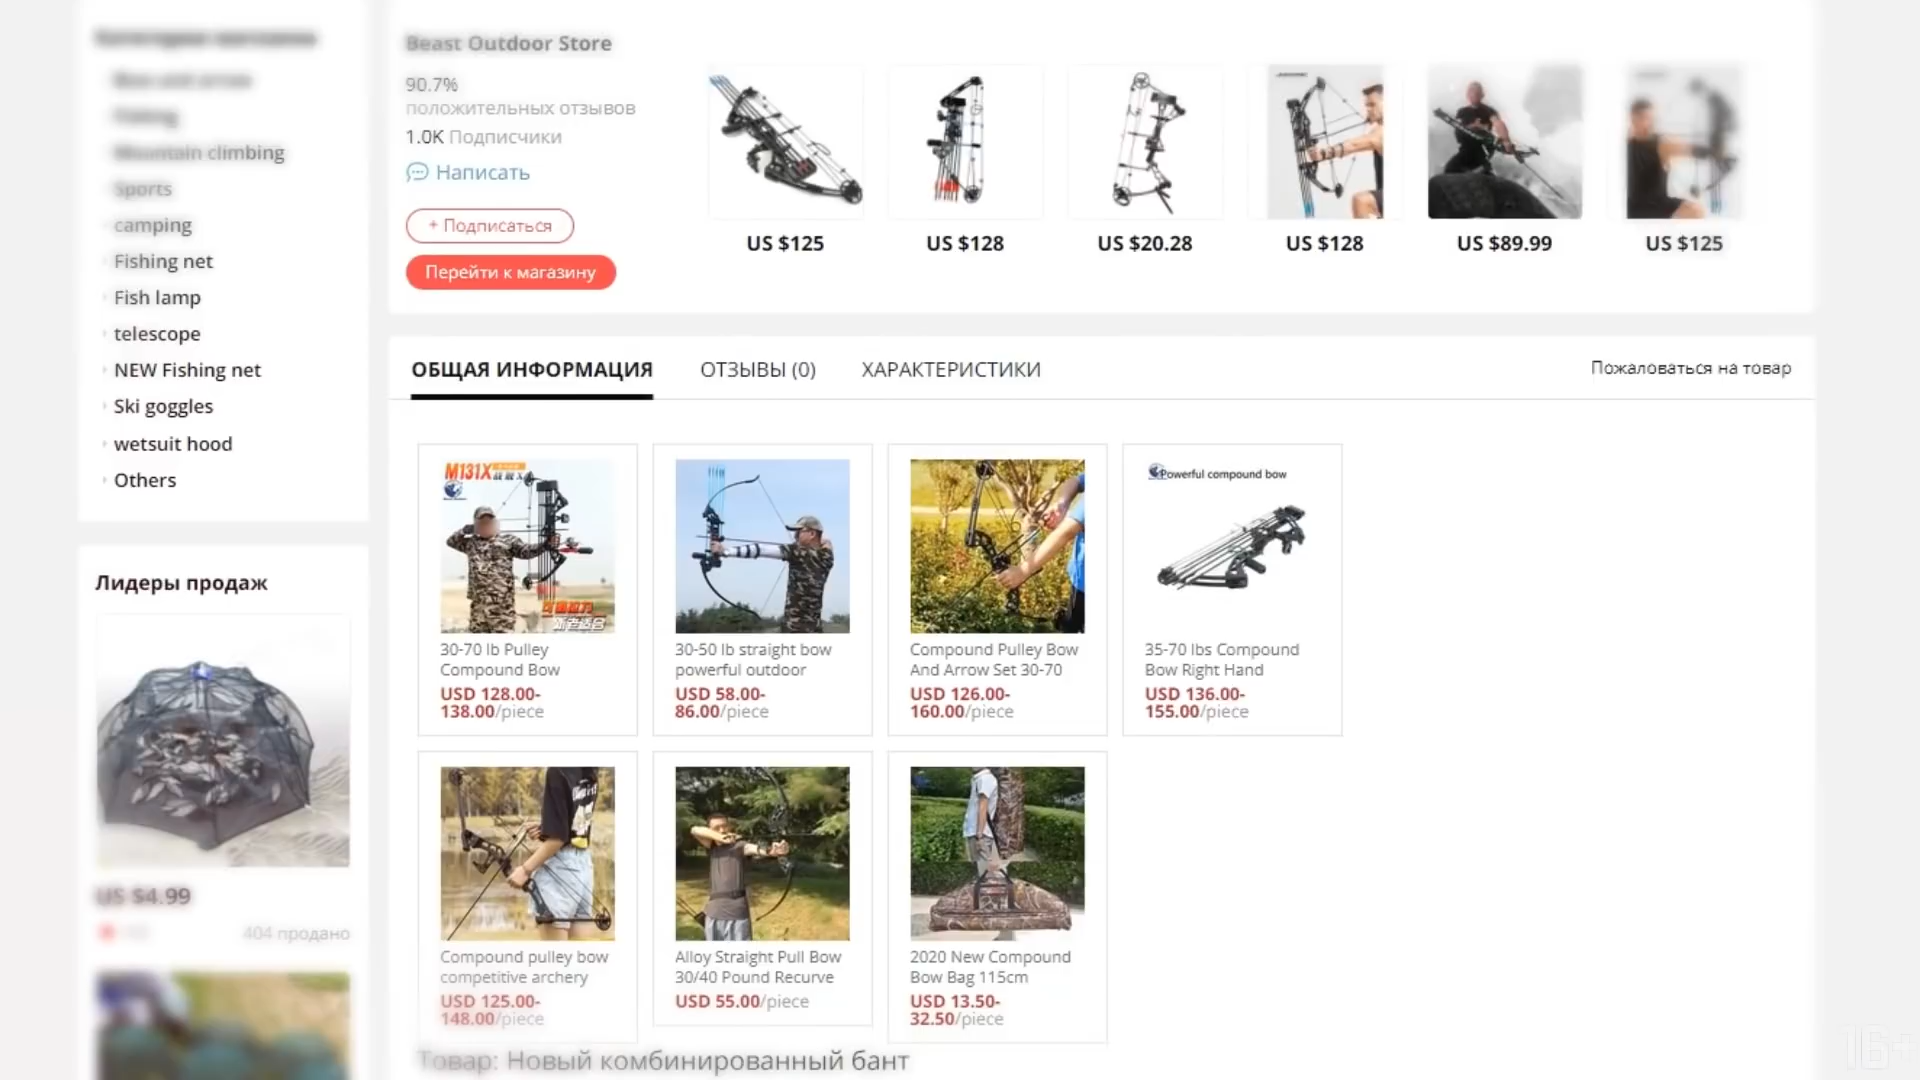 Mountain climbing
Sports
camping
Fishing net
Fish lamp
telescope
NEW Fishing net
Ski goggles
wetsuit hood
Others
Лидеры продаж
US $4.99
404 продано
Beast Outdoor Store
90.7%
положительных отзывов
1.0K Подписчики
Написать
+ Подписаться
Перейти к магазину
US $125
US $128
US $20.28
US $128
US $89.99
US $125
ОБЩАЯ ИНФОРМАЦИЯ
ОТЗЫВЫ (0)
ХАРАКТЕРИСТИКИ
Пожаловаться на товар
M131X
30-70 lb Pulley
Compound Bow
USD 128.00-
138.00/piece
30-50 lb straight bow
powerful outdoor
USD 58.00-
86.00/piece
Compound Pulley Bow
And Arrow Set 30-70
USD 126.00-
160.00/piece
Powerful compound bow
35-70 lbs Compound
Bow Right Hand
USD 136.00-
155.00/piece
Compound pulley bow
competitive archery
USD 125.00-
148.00/piece
Alloy Straight Pull Bow
30/40 Pound Recurve
USD 55.00/piece
2020 New Compound
Bow Bag 115cm
USD 13.50-
32.50/piece
Товар: Новый комбинированный бант